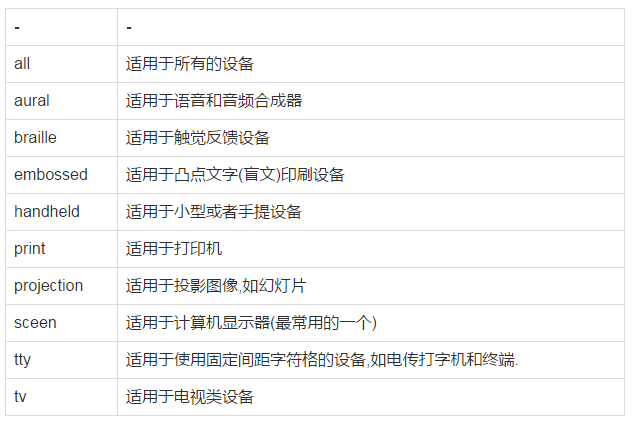 - -
all 适用于所有的设备
aural 适用于语音和音频合成器
braille 适用于触觉反馈设备
embossed 适用于凸点文字(盲文)印刷设备
handheld 适用于小型或者手提设备
print 适用于打印机
projection 适用于投影图像,如幻灯片
sceen 适用于计算机显示器(最常用的一个)
tty 适用于使用固定间距字符格的设备,如电传打字机和终端.
tv 适用于电视类设备